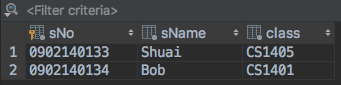 <Filter criteria>
sNo sName class
1 0902140133 Shuai CS1405
2 0902140134 Bob CS1401